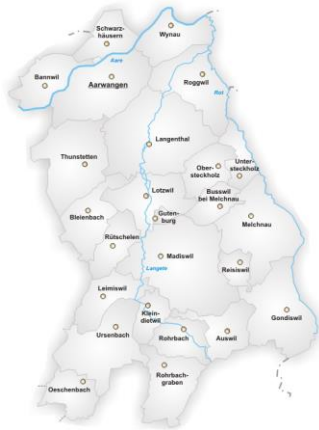 Schwarz-
häusern
Wynau
Aare
Bannwil
Aarwangen
Roggwil
Rot
Langenthal
Thunstetten
Ober-
steckholz
Unter-
steckholz
Lotzwil
Busswil
bei Melchnau
Bleienbach
Guten-
burg
Melchnau
Rütschelen
Madiswil
Langete
Reisiswil
Leimiswil
Klein-
dietwil
Gondiswil
Ursenbach
Rohrbach
Auswil
Rohrbach-
graben
Oeschenbach